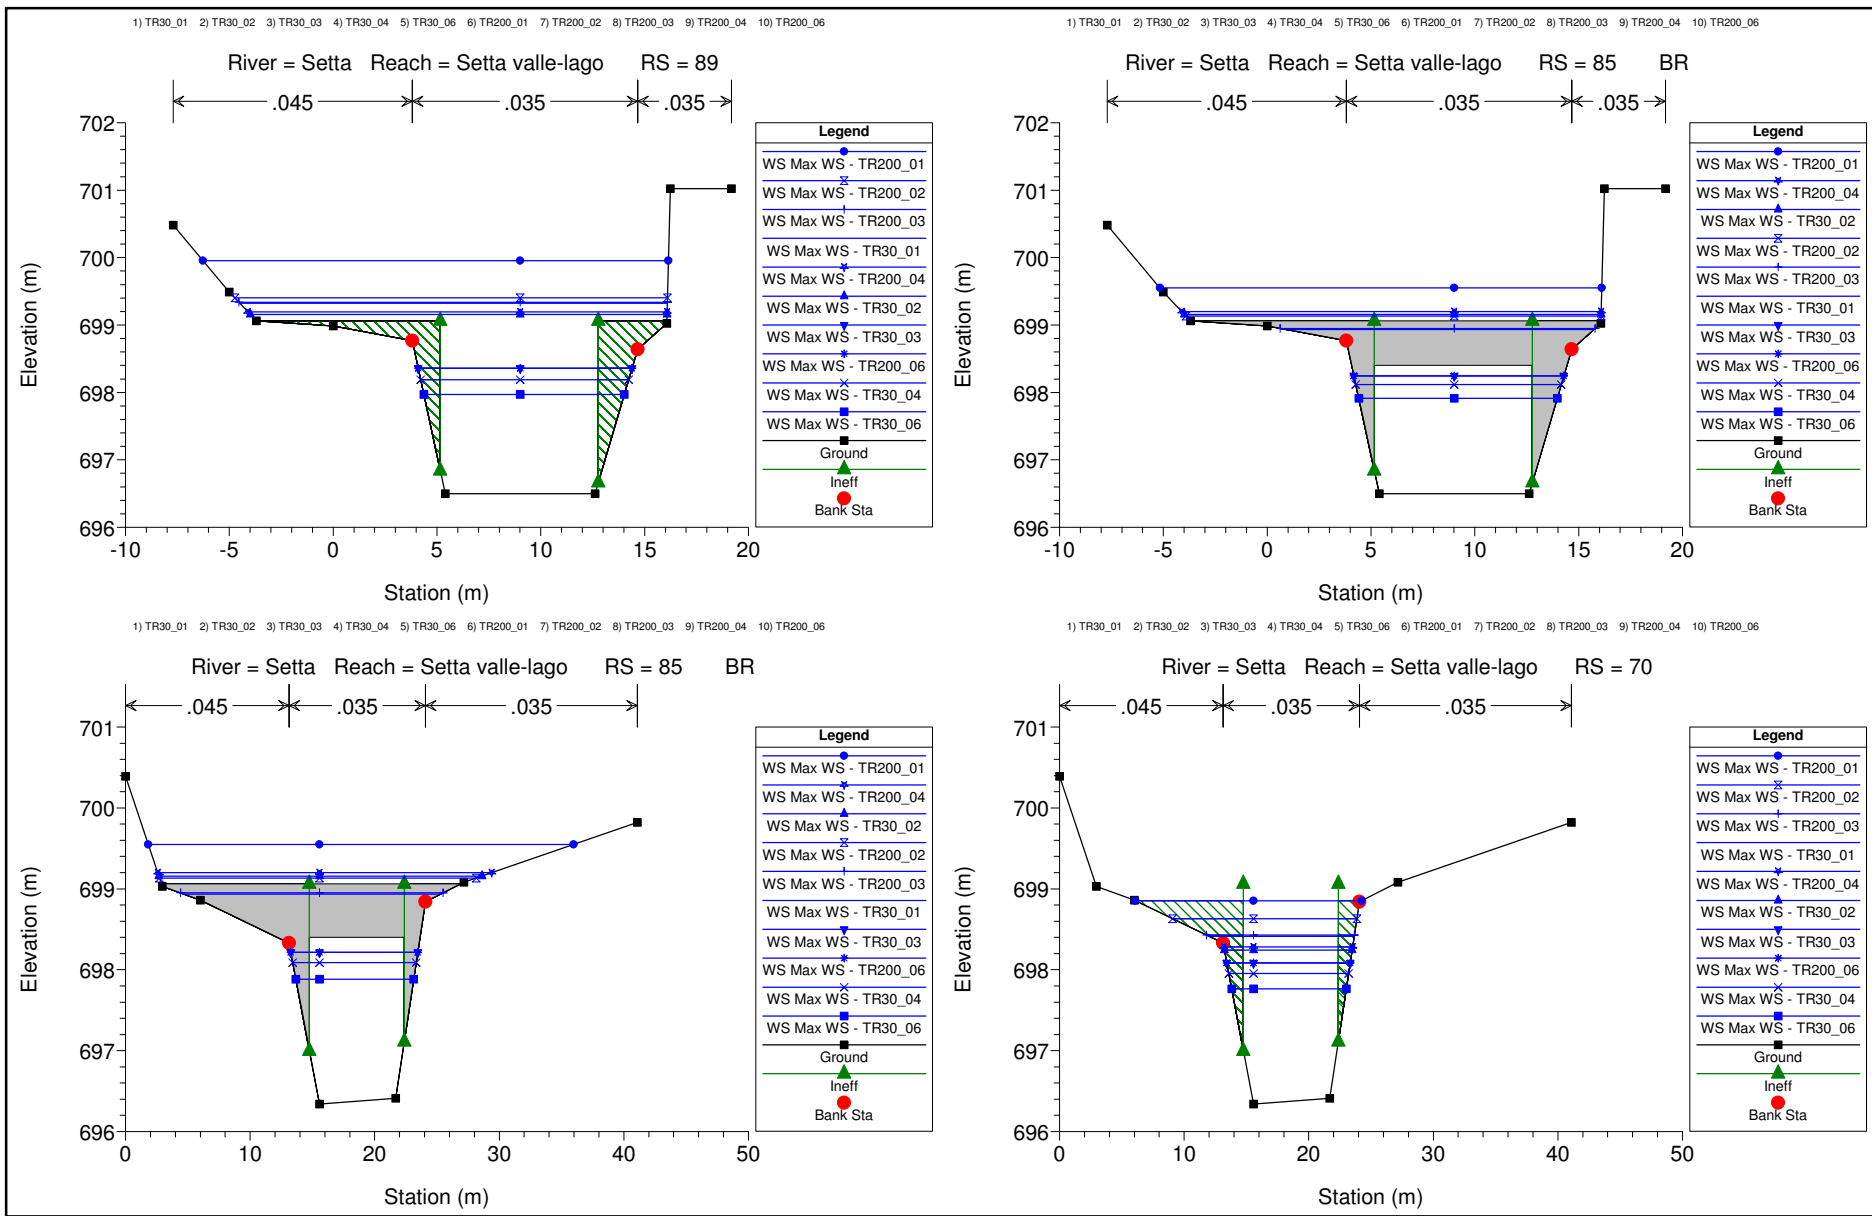 1) TR30_01 2) TR30_02 3) TR30_03 4) TR30_04 5) TR30_06 6) TR200_01 7) TR200_02 8) TR200_03 9) TR200_04 10) TR200_06
River = Setta Reach = Setta valle-lago RS = 89
.045 .035 .035
702
701
700
699
698
697
696
Elevation (m)
-10 -5 0 5 10 15 20
Station (m)
Legend
WS Max WS - TR200_01
WS Max WS - TR200_02
WS Max WS - TR200_03
WS Max WS - TR30_01
WS Max WS - TR200_04
WS Max WS - TR30_02
WS Max WS - TR30_03
WS Max WS - TR200_06
WS Max WS - TR30_04
WS Max WS - TR30_06
Ground
Ineff
Bank Sta
1) TR30_01 2) TR30_02 3) TR30_03 4) TR30_04 5) TR30_06 6) TR200_01 7) TR200_02 8) TR200_03 9) TR200_04 10) TR200_06
River = Setta Reach = Setta valle-lago RS = 85 BR
.045 .035 .035
702
701
700
699
698
697
696
Elevation (m)
-10 -5 0 5 10 15 20
Station (m)
Legend
WS Max WS - TR200_01
WS Max WS - TR200_04
WS Max WS - TR30_02
WS Max WS - TR200_02
WS Max WS - TR200_03
WS Max WS - TR30_01
WS Max WS - TR30_03
WS Max WS - TR200_06
WS Max WS - TR30_04
WS Max WS - TR30_06
Ground
Ineff
Bank Sta
1) TR30_01 2) TR30_02 3) TR30_03 4) TR30_04 5) TR30_06 6) TR200_01 7) TR200_02 8) TR200_03 9) TR200_04 10) TR200_06
River = Setta Reach = Setta valle-lago RS = 85 BR
.045 .035 .035
701
700
699
698
697
696
Elevation (m)
0 10 20 30 40 50
Station (m)
Legend
WS Max WS - TR200_01
WS Max WS - TR200_04
WS Max WS - TR30_02
WS Max WS - TR200_02
WS Max WS - TR200_03
WS Max WS - TR30_01
WS Max WS - TR30_03
WS Max WS - TR200_06
WS Max WS - TR30_04
WS Max WS - TR30_06
Ground
Ineff
Bank Sta
1) TR30_01 2) TR30_02 3) TR30_03 4) TR30_04 5) TR30_06 6) TR200_01 7) TR200_02 8) TR200_03 9) TR200_04 10) TR200_06
River = Setta Reach = Setta valle-lago RS = 70
.045 .035 .035
701
700
699
698
697
696
Elevation (m)
0 10 20 30 40 50
Station (m)
Legend
WS Max WS - TR200_01
WS Max WS - TR200_02
WS Max WS - TR200_03
WS Max WS - TR30_01
WS Max WS - TR200_04
WS Max WS - TR30_02
WS Max WS - TR30_03
WS Max WS - TR200_06
WS Max WS - TR30_04
WS Max WS - TR30_06
Ground
Ineff
Bank Sta